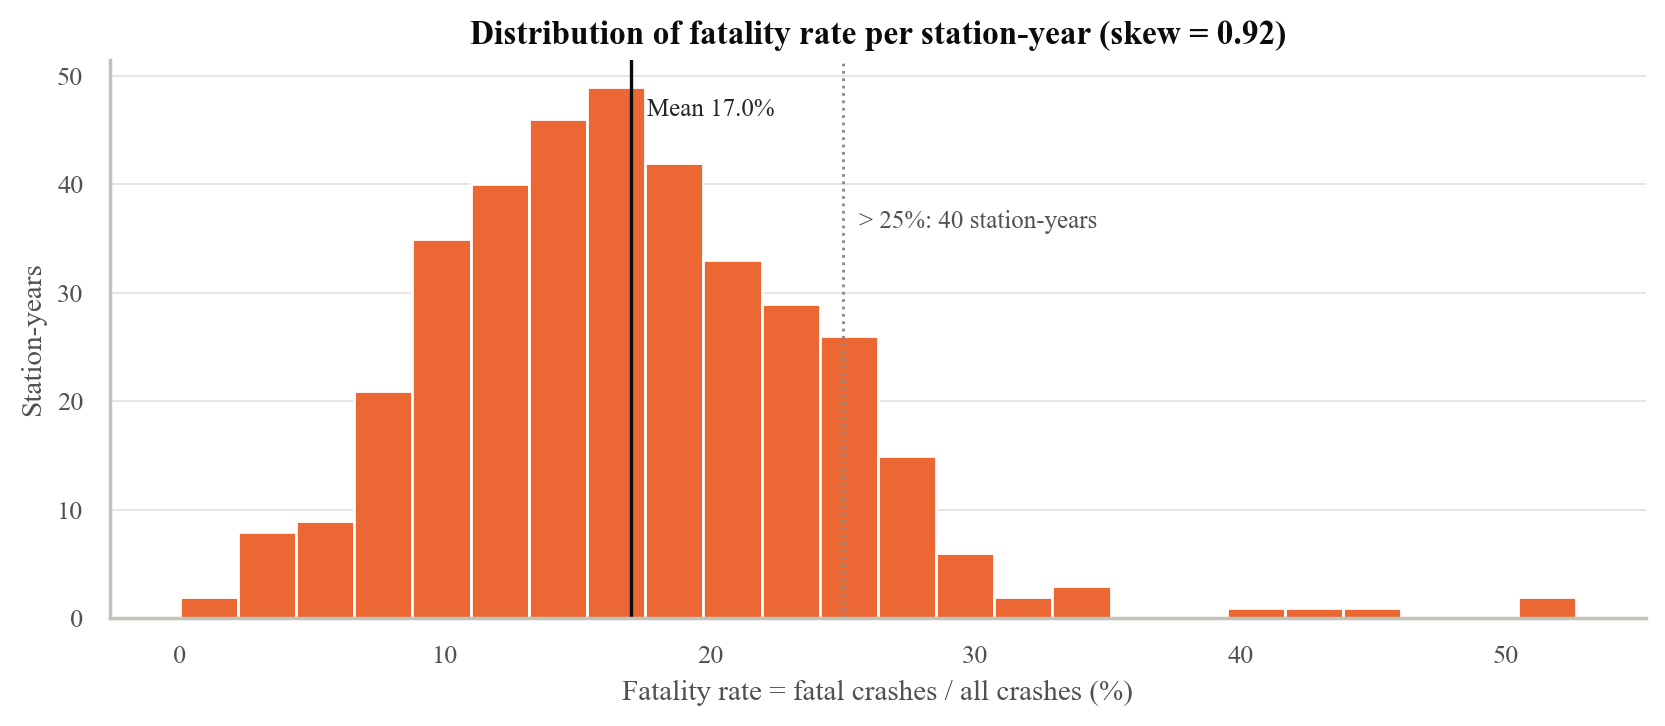 Distribution of fatality rate per station-year (skew = 0.92)
50
Mean 17.0%
40
> 25%: 40 station-years
30
Station-years
20
10
0
0 10 20 30 40 50
Fatality rate = fatal crashes / all crashes (%)